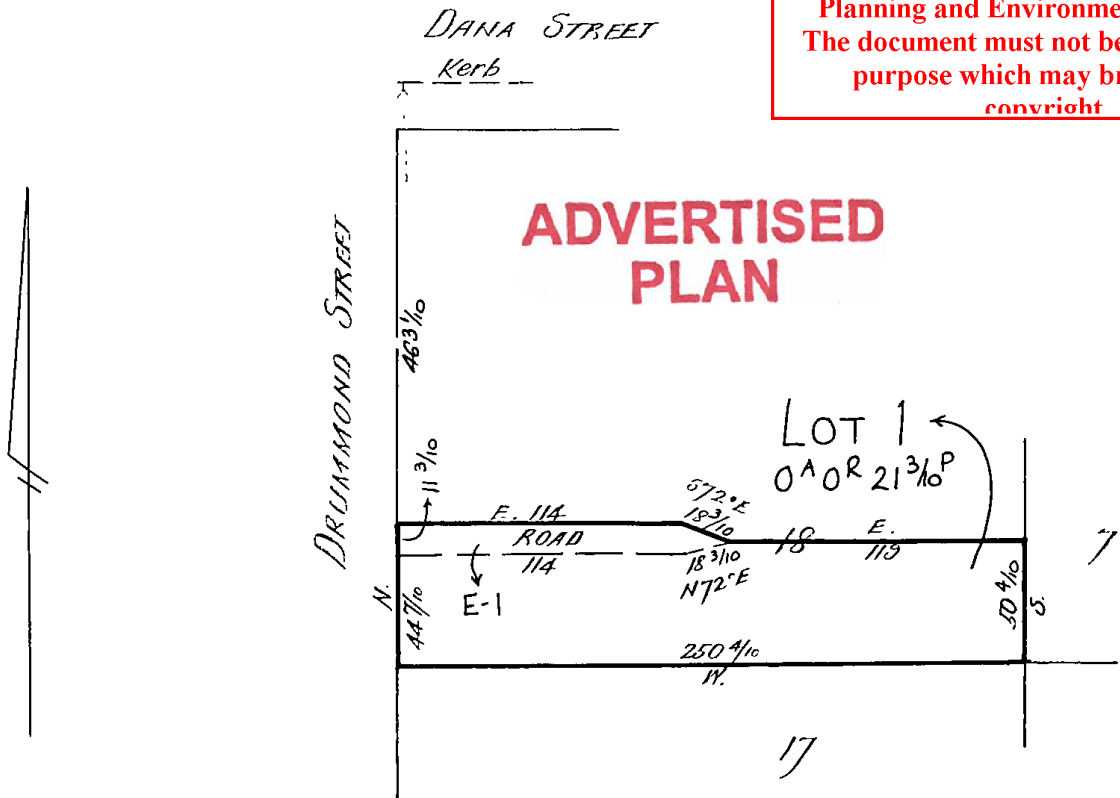 DANA STREET
Kerb
Planning and Environme
The document must not be
purpose which may br
copyright
ADVERTISED
PLAN
DRUMMOND STREET
463 1/10
LOT 1
0A 0R 21 3/10P
11 3/10
E. 114
ROAD
114
E-1
S72°E
18 3/10
18 3/10
N72°E
18
E.
119
7
N.
44 7/10
50 4/10
S.
250 4/10
W.
17